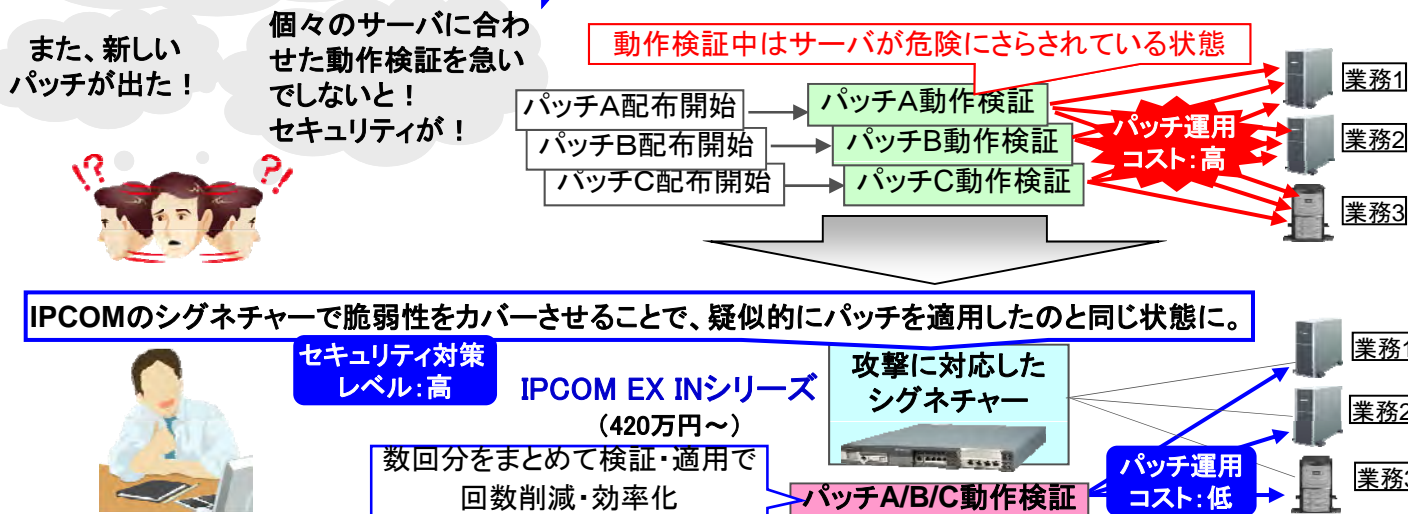 また、新しい
パッチが出た！
個々のサーバに合わ
せた動作検証を急い
でしないと！
セキュリティが！
動作検証中はサーバが危険にさらされている状態
パッチA配布開始
パッチA動作検証
パッチB配布開始
パッチB動作検証
パッチC配布開始
パッチC動作検証
パッチ運用
コスト：高
業務1
業務2
業務3
!?
?!
IPCOMのシグネチャーで脆弱性をカバーさせることで、疑似的にパッチを適用したのと同じ状態に。
セキュリティ対策
レベル：高
IPCOM EX INシリーズ
（420万円～）
攻撃に対応した
シグネチャー
数回分をまとめて検証・適用で
回数削減・効率化
パッチA/B/C動作検証
パッチ運用
コスト：低
業務1
業務2
業務3